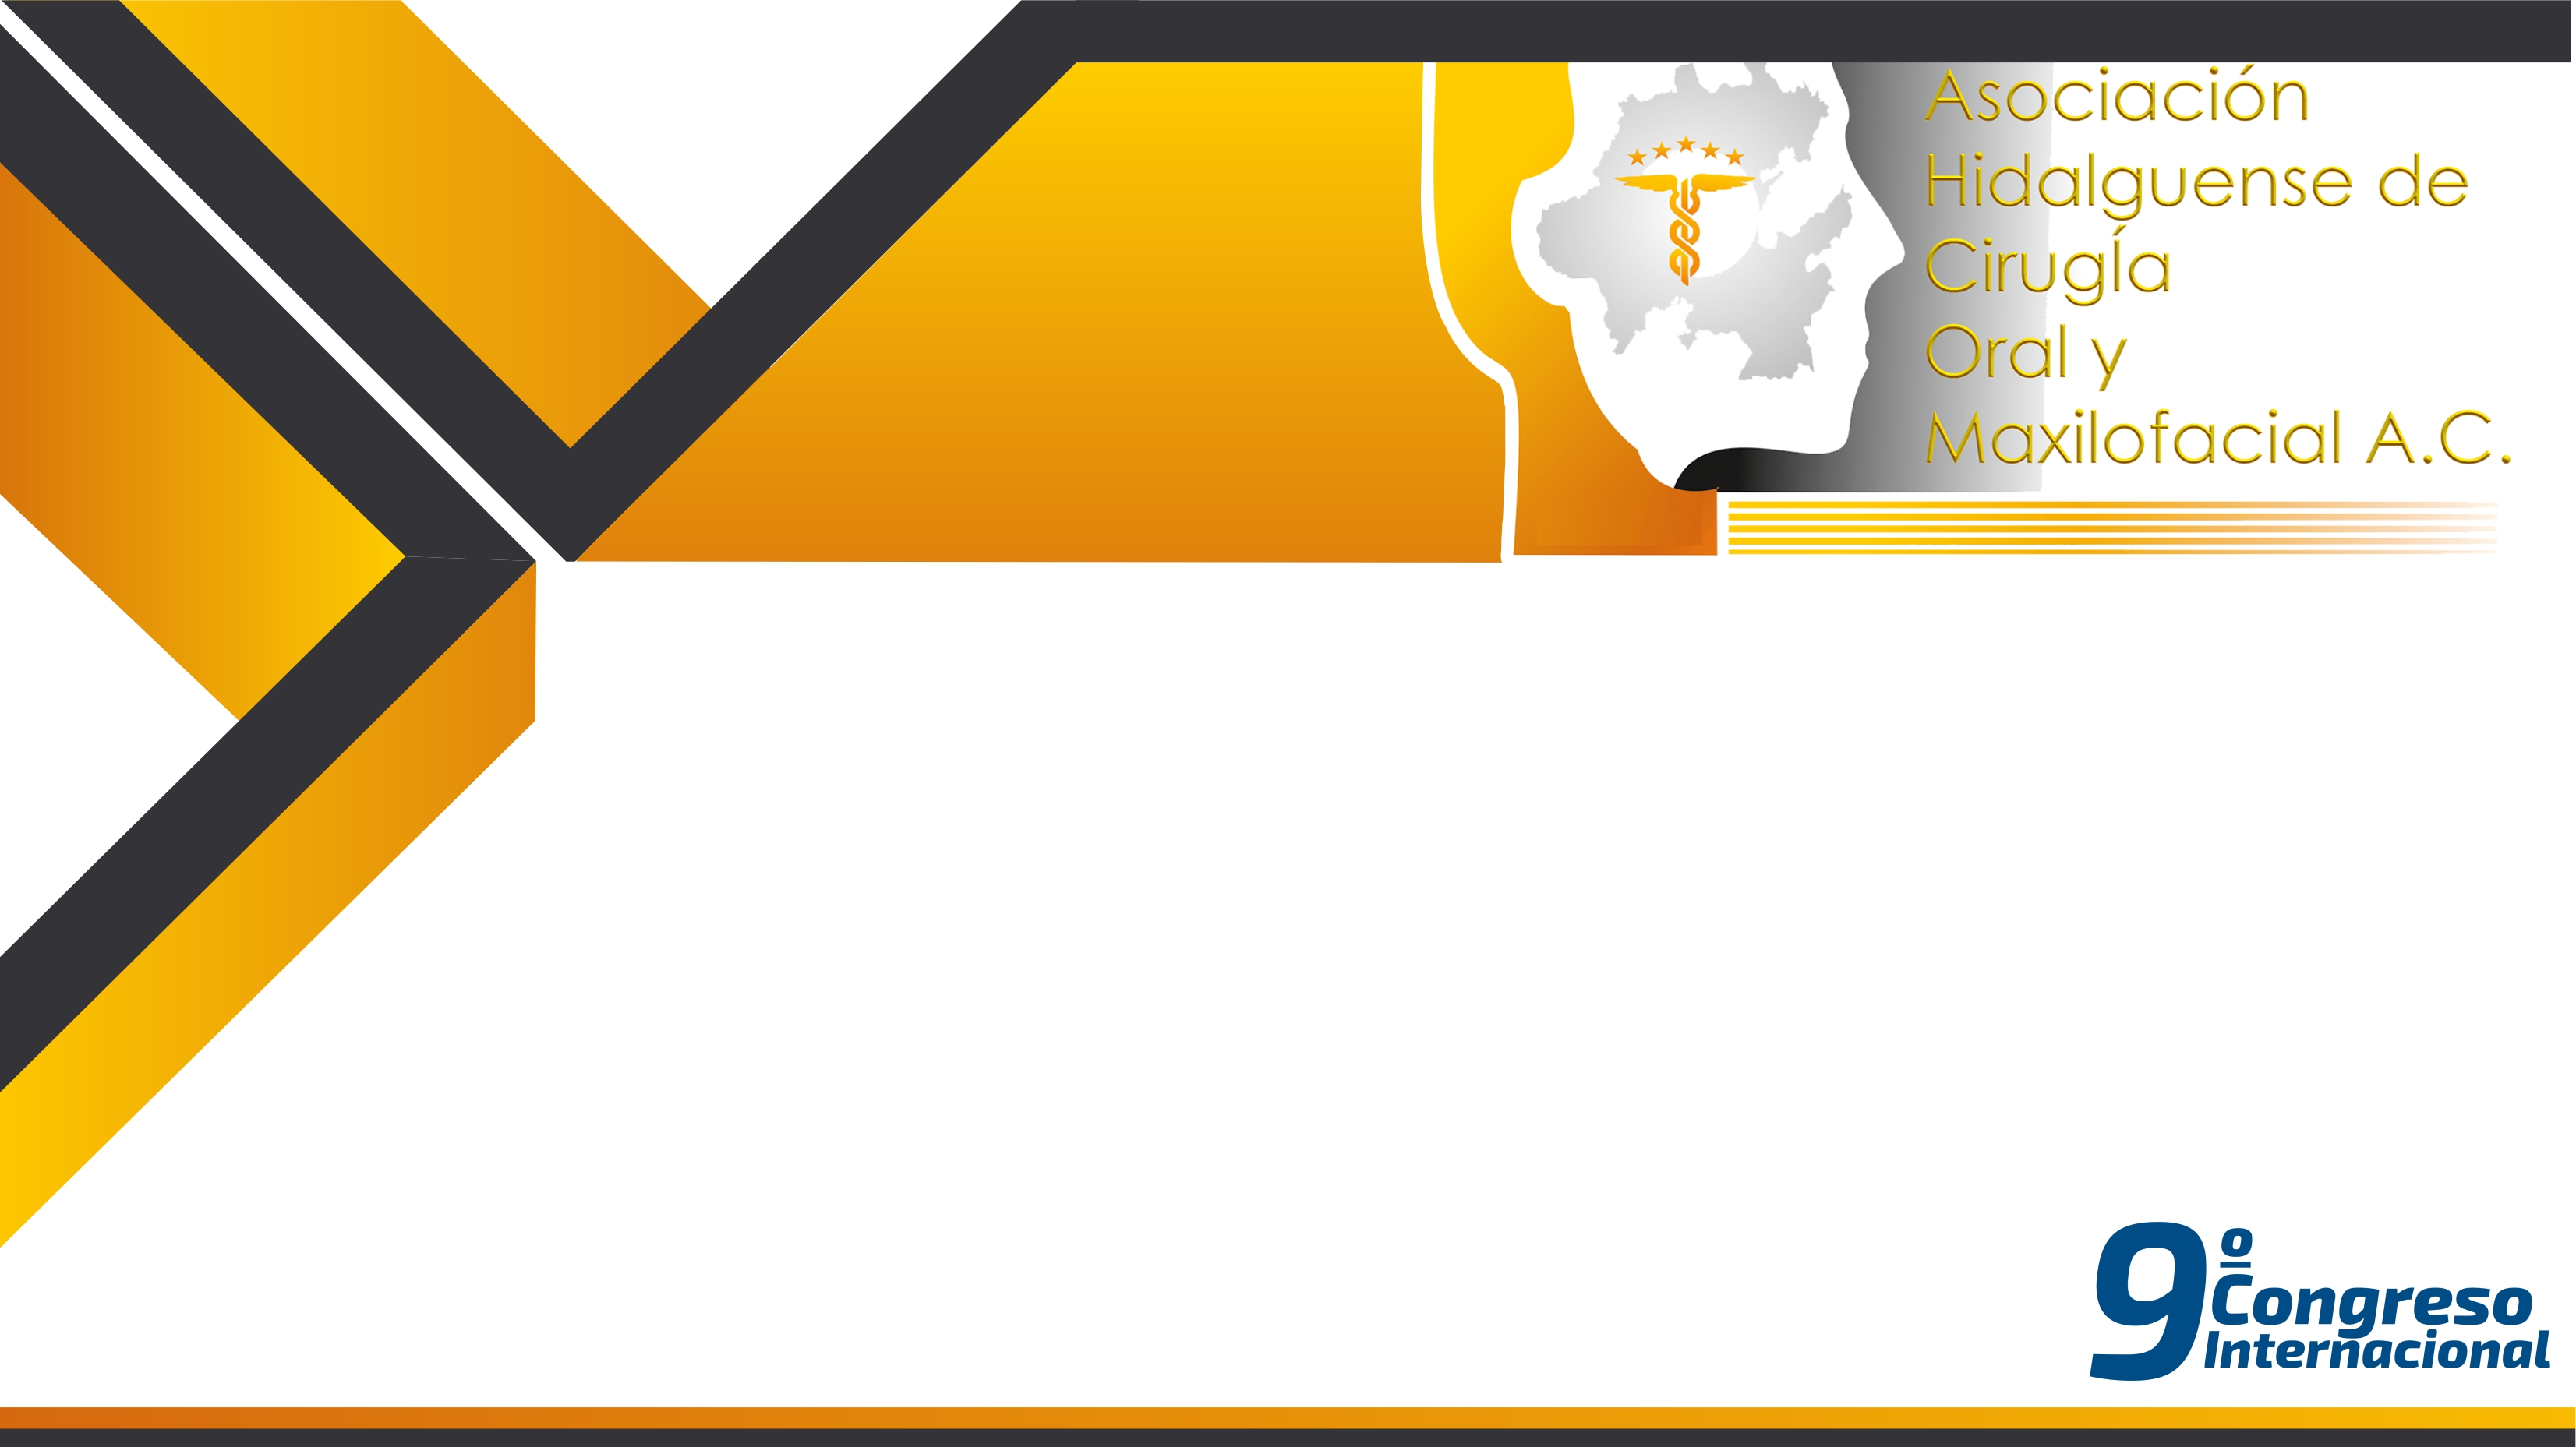 Asociación
Hidalguense de
CirugÍa
Oral y
Maxilofacial A.C.
9º Congreso
Internacional